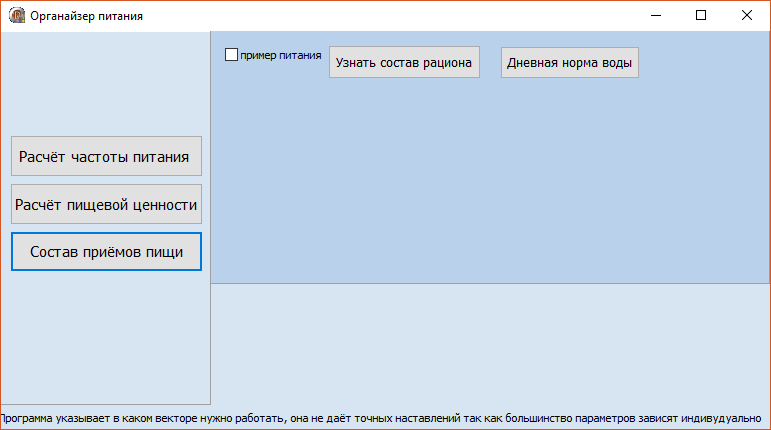 Органайзер питания
пример питания
Узнать состав рациона
Дневная норма воды
Расчёт частоты питания
Расчёт пищевой ценности
Состав приёмов пищи
Программа указывает в каком векторе нужно работать, она не даёт точных наставлений так как большинство параметров зависят индивудуально